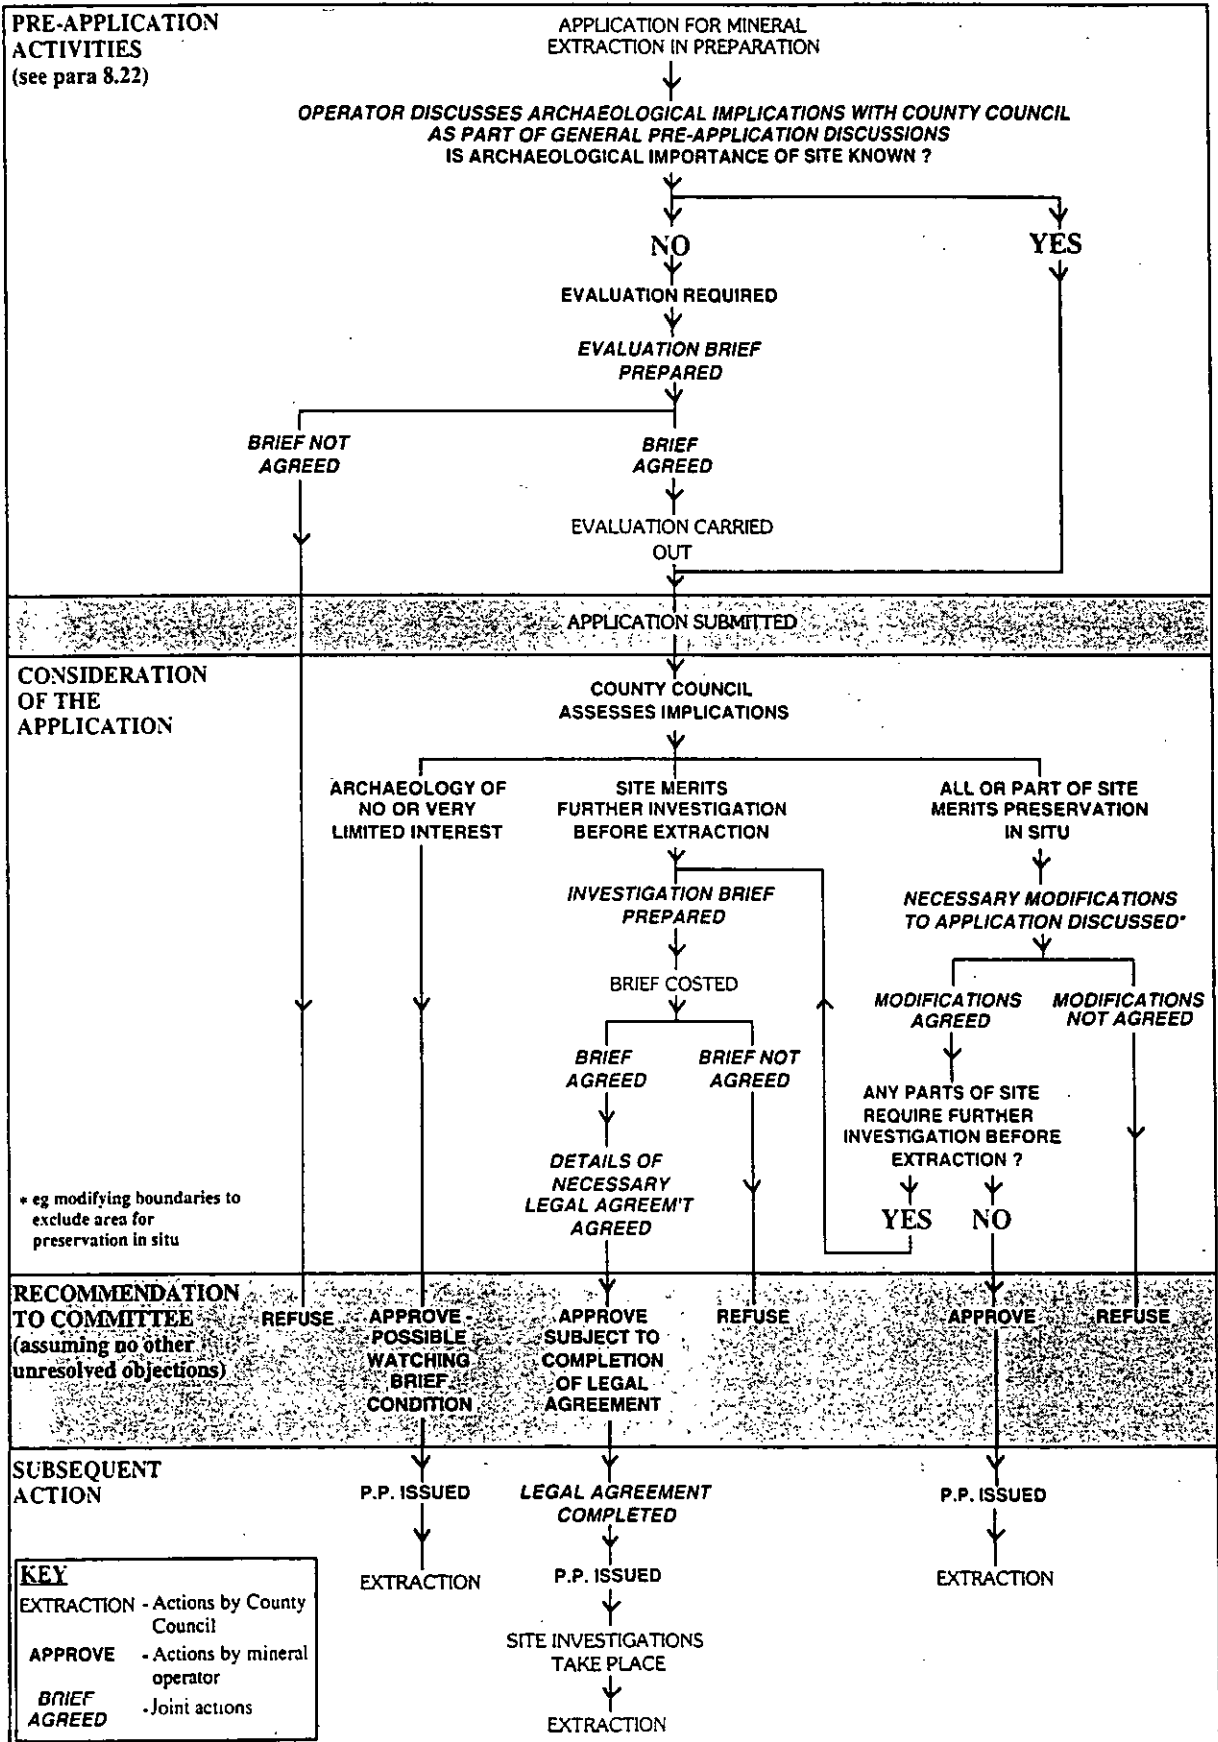 PRE-APPLICATION
ACTIVITIES
(see para 8.22)
APPLICATION FOR MINERAL
EXTRACTION IN PREPARATION
OPERATOR DISCUSSES ARCHAEOLOGICAL IMPLICATIONS WITH COUNTY COUNCIL
AS PART OF GENERAL PRE-APPLICATION DISCUSSIONS
IS ARCHAEOLOGICAL IMPORTANCE OF SITE KNOWN ?
NO
YES
EVALUATION REQUIRED
EVALUATION BRIEF
PREPARED
BRIEF NOT
AGREED
BRIEF
AGREED
EVALUATION CARRIED
OUT
APPLICATION SUBMITTED
CONSIDERATION
OF THE
APPLICATION
COUNTY COUNCIL
ASSESSES IMPLICATIONS
ARCHAEOLOGY OF
NO OR VERY
LIMITED INTEREST
SITE MERITS
FURTHER INVESTIGATION
BEFORE EXTRACTION
ALL OR PART OF SITE
MERITS PRESERVATION
IN SITU
INVESTIGATION BRIEF
PREPARED
NECESSARY MODIFICATIONS
TO APPLICATION DISCUSSED*
BRIEF COSTED
MODIFICATIONS
AGREED
MODIFICATIONS
NOT AGREED
BRIEF
AGREED
BRIEF NOT
AGREED
ANY PARTS OF SITE
REQUIRE FURTHER
INVESTIGATION BEFORE
EXTRACTION ?
DETAILS OF
NECESSARY
LEGAL AGREEM'T
AGREED
YES
NO
* eg modifying boundaries to
exclude area for
preservation in situ
RECOMMENDATION
TO COMMITTEE
(assuming no other
unresolved objections)
REFUSE
APPROVE -
POSSIBLE
WATCHING
BRIEF
CONDITION
APPROVE
SUBJECT TO
COMPLETION
OF LEGAL
AGREEMENT
REFUSE
APPROVE
REFUSE
SUBSEQUENT
ACTION
P.P. ISSUED
EXTRACTION
LEGAL AGREEMENT
COMPLETED
P.P. ISSUED
SITE INVESTIGATIONS
TAKE PLACE
EXTRACTION
P.P. ISSUED
EXTRACTION
KEY
EXTRACTION - Actions by County
Council
APPROVE - Actions by mineral
operator
BRIEF
AGREED - Joint actions